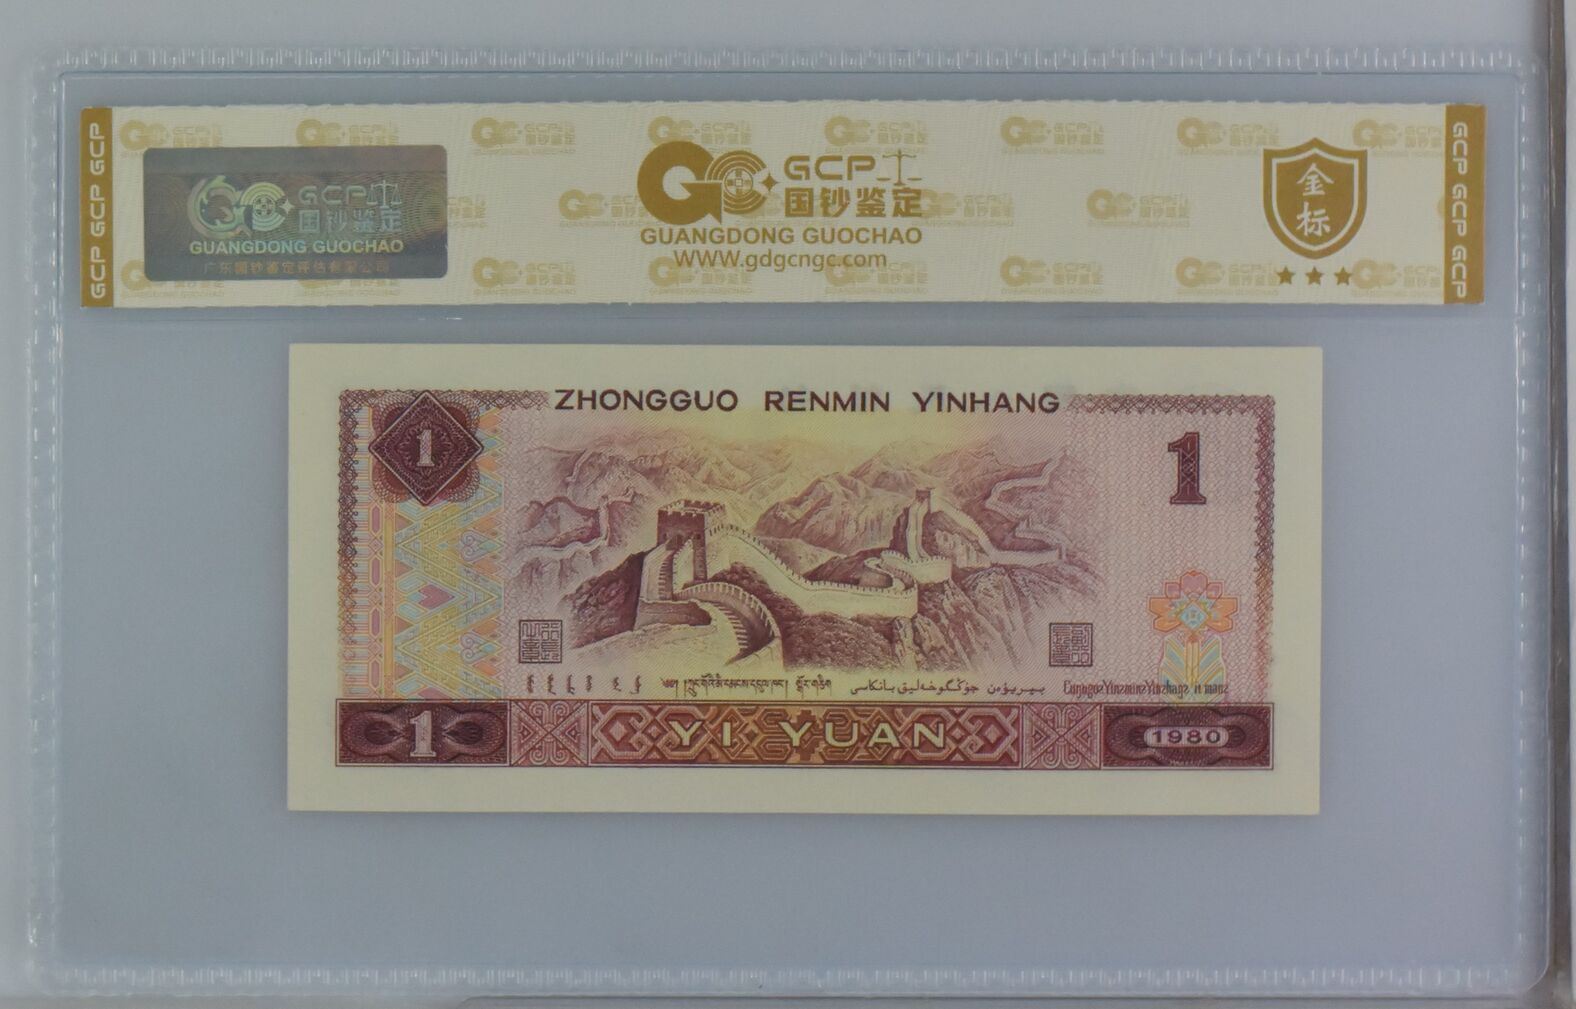 GCP GCP GCP
GCP
国钞鉴定
GUANGDONG GUOCHAO
广东国钞鉴定评估有限公司
GCP
国钞鉴定
GUANGDONG GUOCHAO
WWW.gdgcngc.com
金
标
GCP GCP GCP GCP
ZHONGGUO RENMIN YINHANG
1
1
1
YI YUAN
1980